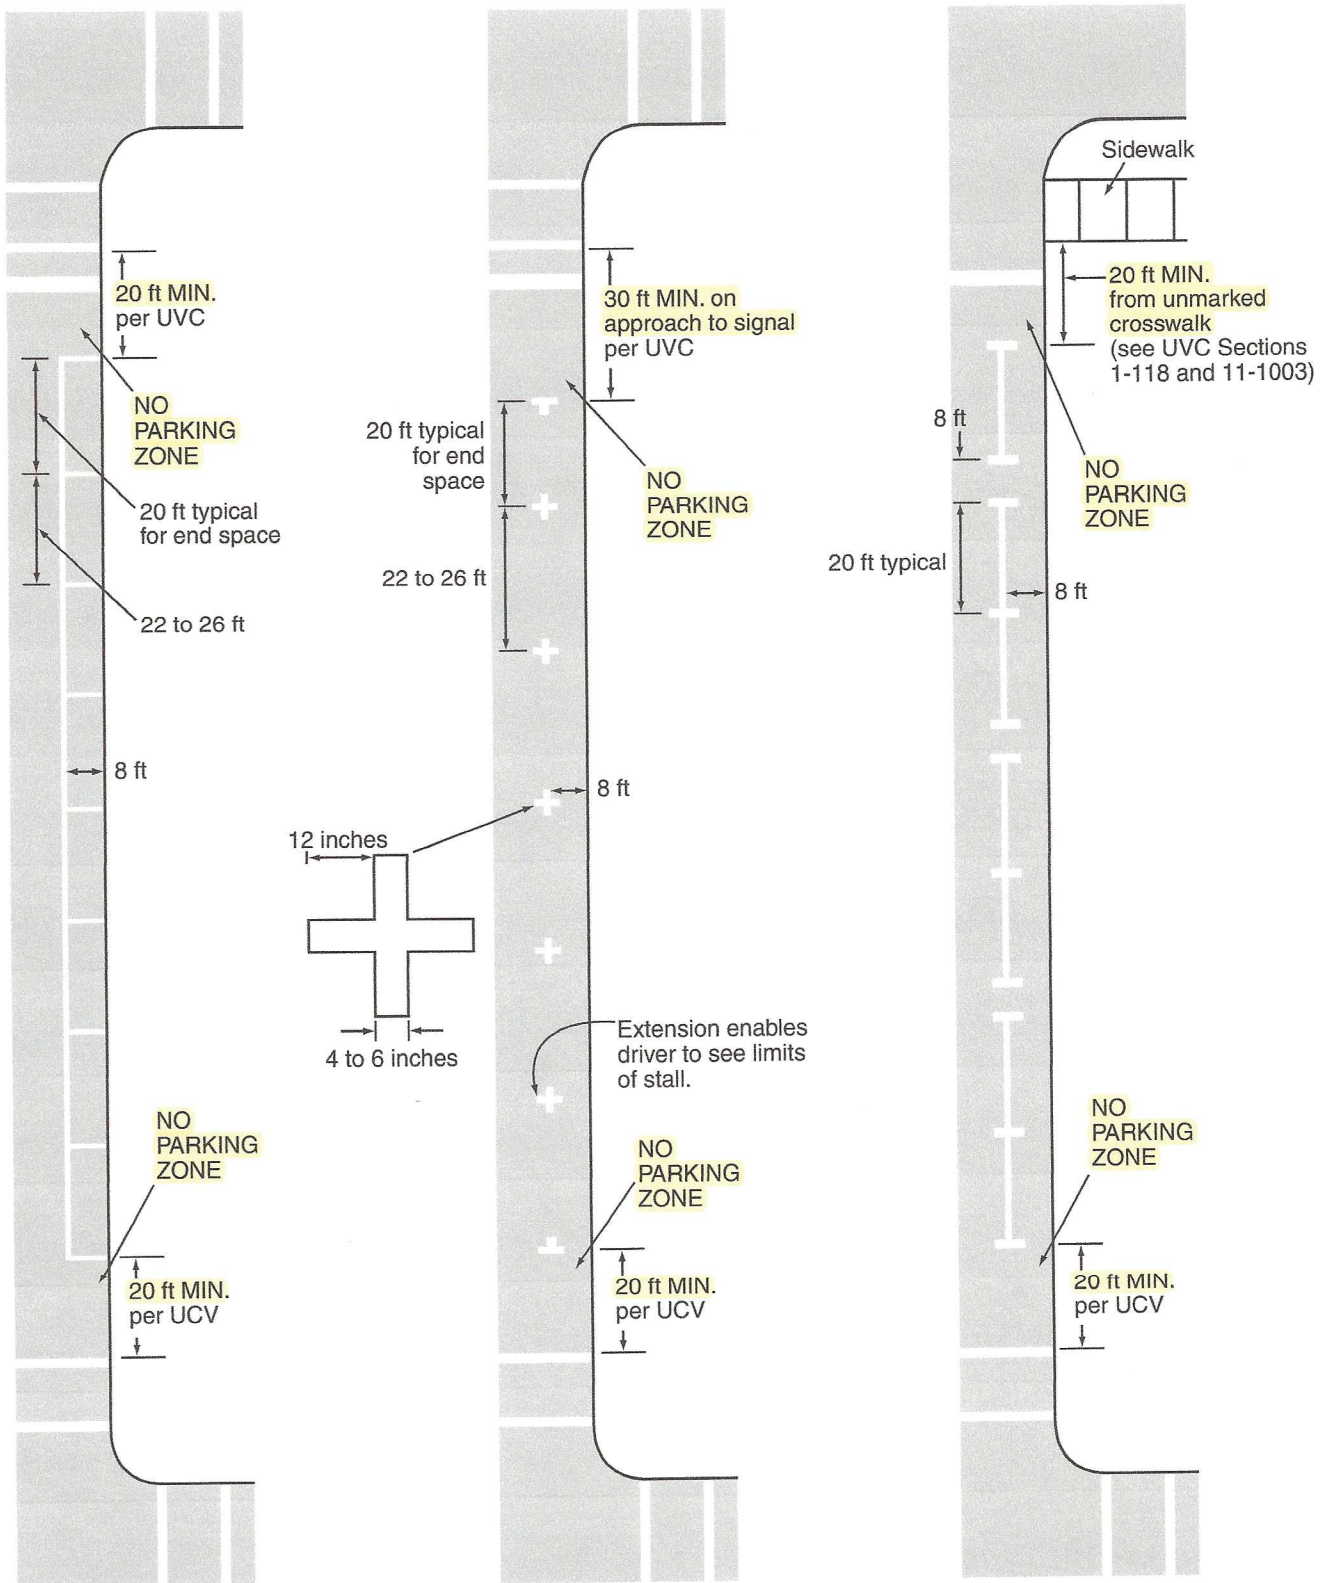 20 ft MIN.
per UVC
NO
PARKING
ZONE
20 ft typical
for end space
22 to 26 ft
8 ft
NO
PARKING
ZONE
20 ft MIN.
per UCV
30 ft MIN. on
approach to signal
per UVC
20 ft typical
for end
space
NO
PARKING
ZONE
22 to 26 ft
8 ft
12 inches
4 to 6 inches
Extension enables
driver to see limits
of stall.
NO
PARKING
ZONE
20 ft MIN.
per UCV
Sidewalk
20 ft MIN.
from unmarked
crosswalk
(see UVC Sections
1-118 and 11-1003)
8 ft
NO
PARKING
ZONE
20 ft typical
8 ft
NO
PARKING
ZONE
20 ft MIN.
per UCV